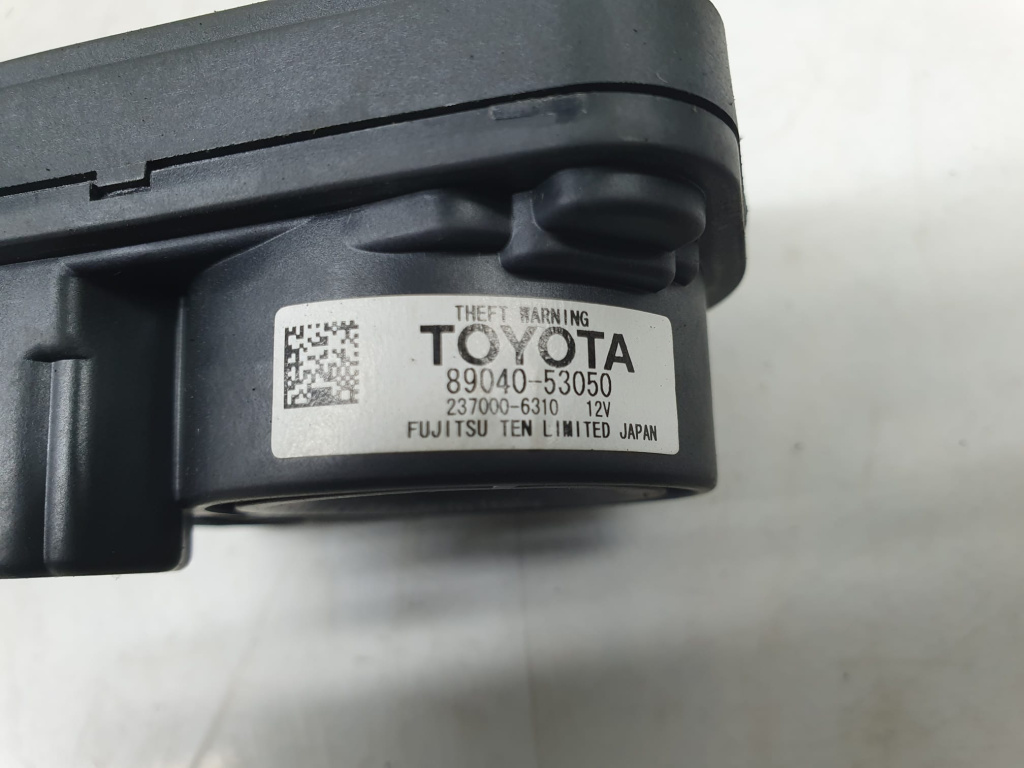 THEFT WARNING
TOYOTA
89040-53050
237000-6310 12V
FUJITSU TEN LIMITED JAPAN